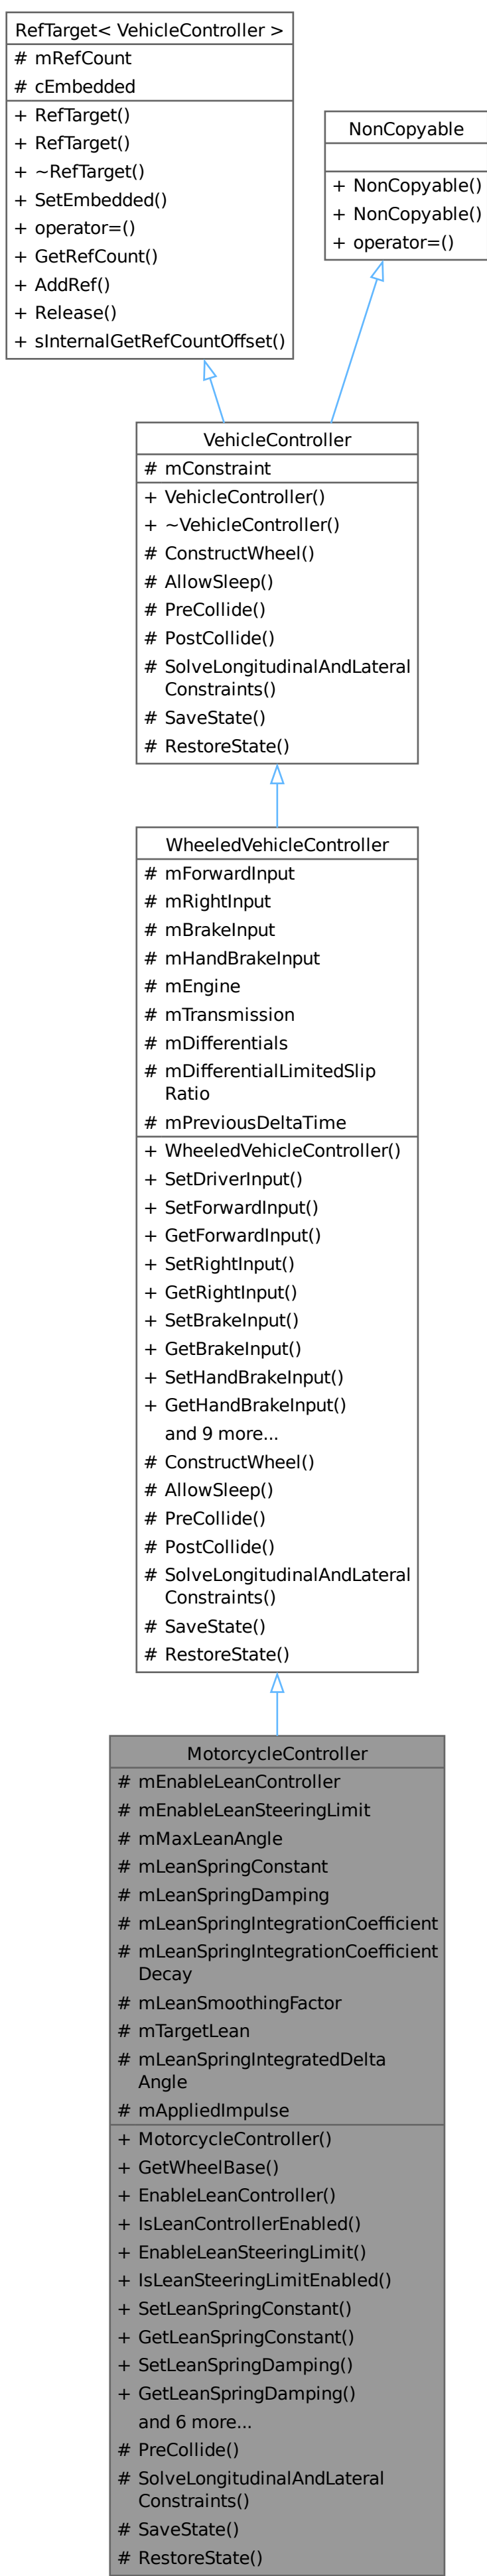 RefTarget< VehicleController >
# mRefCount
# cEmbedded
+ RefTarget()
+ RefTarget()
+ ~RefTarget()
+ SetEmbedded()
+ operator=()
+ GetRefCount()
+ AddRef()
+ Release()
+ sInternalGetRefCountOffset()
NonCopyable
+ NonCopyable()
+ NonCopyable()
+ operator=()
VehicleController
# mConstraint
+ VehicleController()
+ ~VehicleController()
# ConstructWheel()
# AllowSleep()
# PreCollide()
# PostCollide()
# SolveLongitudinalAndLateral
Constraints()
# SaveState()
# RestoreState()
WheeledVehicleController
# mForwardInput
# mRightInput
# mBrakeInput
# mHandBrakeInput
# mEngine
# mTransmission
# mDifferentials
# mDifferentialLimitedSlip
Ratio
# mPreviousDeltaTime
+ WheeledVehicleController()
+ SetDriverInput()
+ SetForwardInput()
+ GetForwardInput()
+ SetRightInput()
+ GetRightInput()
+ SetBrakeInput()
+ GetBrakeInput()
+ SetHandBrakeInput()
+ GetHandBrakeInput()
and 9 more...
# ConstructWheel()
# AllowSleep()
# PreCollide()
# PostCollide()
# SolveLongitudinalAndLateral
Constraints()
# SaveState()
# RestoreState()
MotorcycleController
# mEnableLeanController
# mEnableLeanSteeringLimit
# mMaxLeanAngle
# mLeanSpringConstant
# mLeanSpringDamping
# mLeanSpringIntegrationCoefficient
# mLeanSpringIntegrationCoefficient
Decay
# mLeanSmoothingFactor
# mTargetLean
# mLeanSpringIntegratedDelta
Angle
# mAppliedImpulse
+ MotorcycleController()
+ GetWheelBase()
+ EnableLeanController()
+ IsLeanControllerEnabled()
+ EnableLeanSteeringLimit()
+ IsLeanSteeringLimitEnabled()
+ SetLeanSpringConstant()
+ GetLeanSpringConstant()
+ SetLeanSpringDamping()
+ GetLeanSpringDamping()
and 6 more...
# PreCollide()
# SolveLongitudinalAndLateral
Constraints()
# SaveState()
# RestoreState()